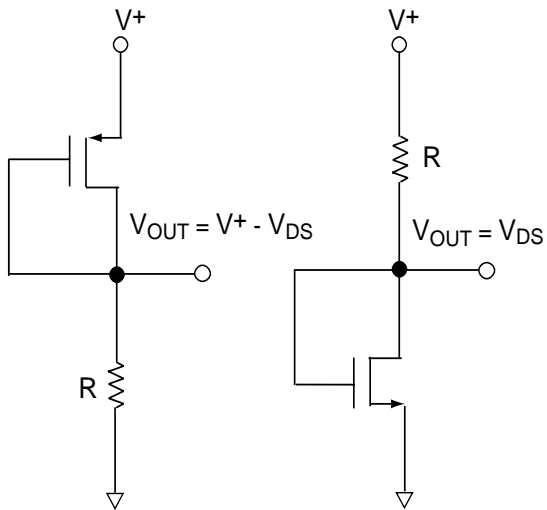 V+
V+
R
VOUT = V+ - VDS
VOUT = VDS
R